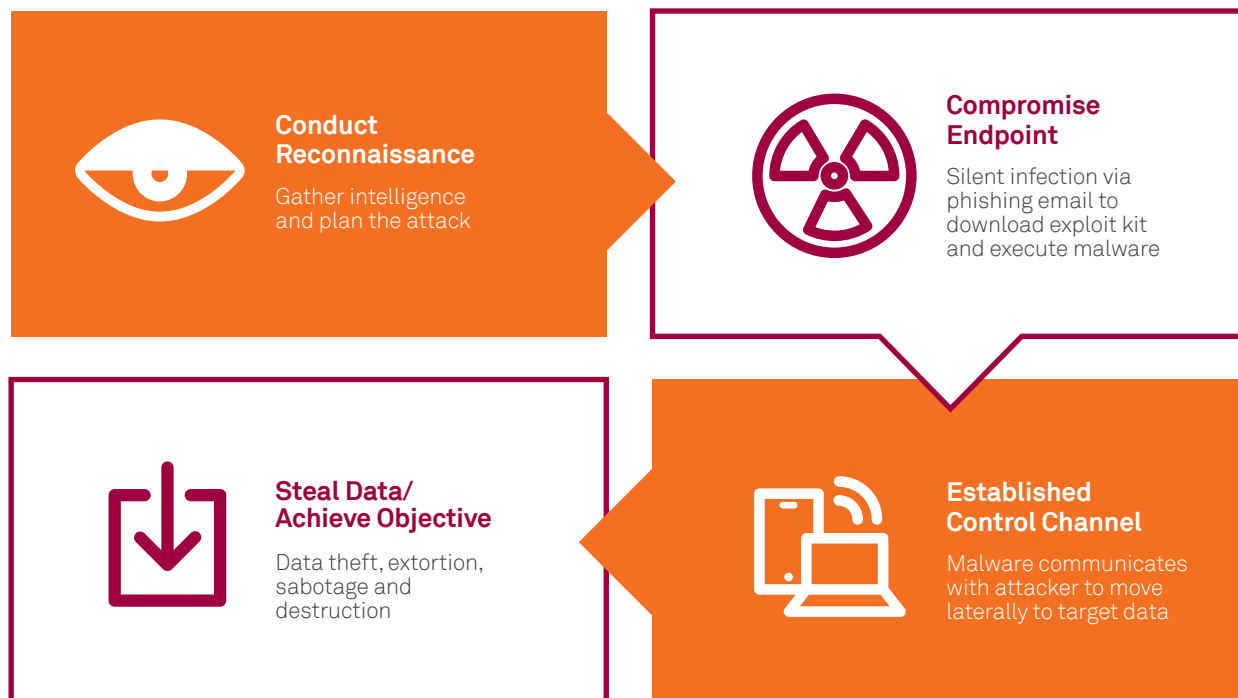 Conduct
Reconnaissance
Gather intelligence
and plan the attack
Compromise
Endpoint
Silent infection via
phishing email to
download exploit kit
and execute malware
Established
Control Channel
Malware communicates
with attacker to move
laterally to target data
Steal Data/
Achieve Objective
Data theft, extortion,
sabotage and
destruction